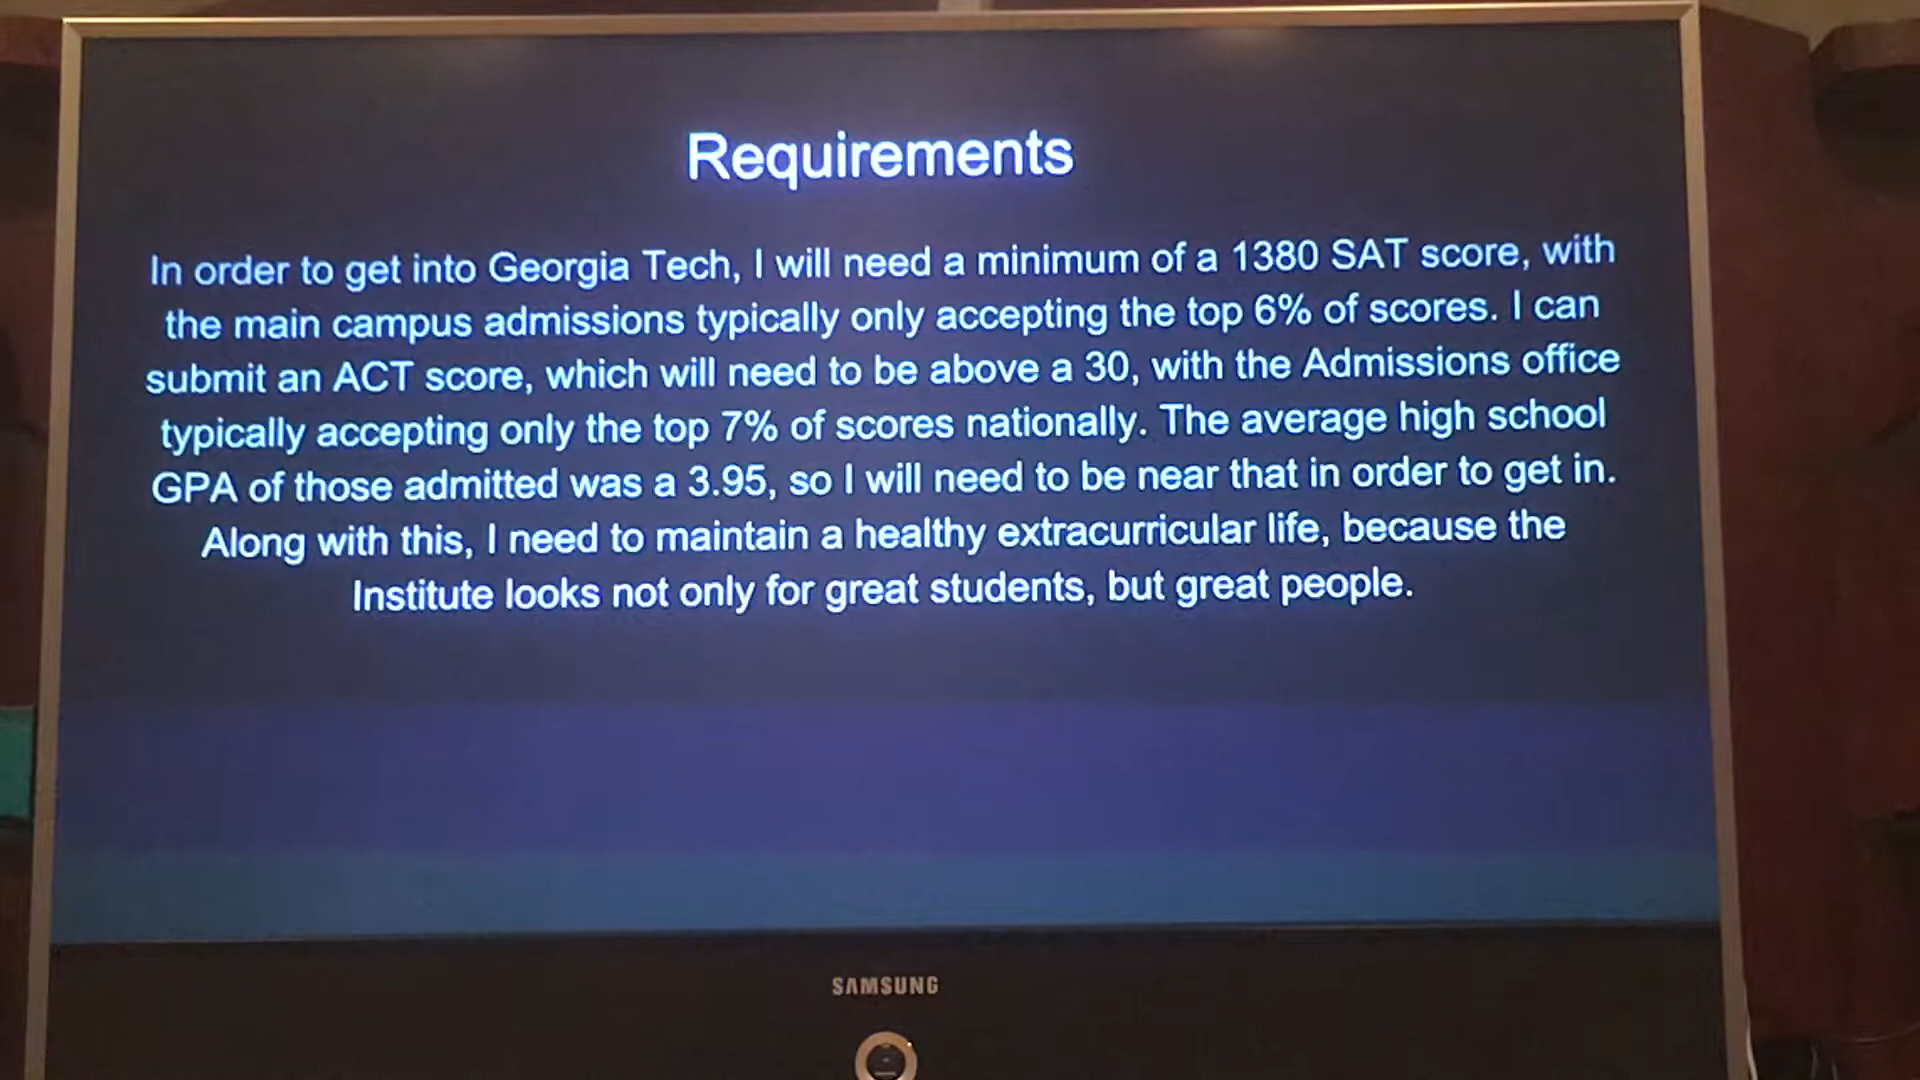 Requirements
In order to get into Georgia Tech, I will need a minimum of a 1380 SAT score, with
the main campus admissions typically only accepting the top 6% of scores. I can
submit an ACT score, which will need to be above a 30, with the Admissions office
typically accepting only the top 7% of scores nationally. The average high school
GPA of those admitted was a 3.95, so I will need to be near that in order to get in.
Along with this, I need to maintain a healthy extracurricular life, because the
Institute looks not only for great students, but great people.
SAMSUNG